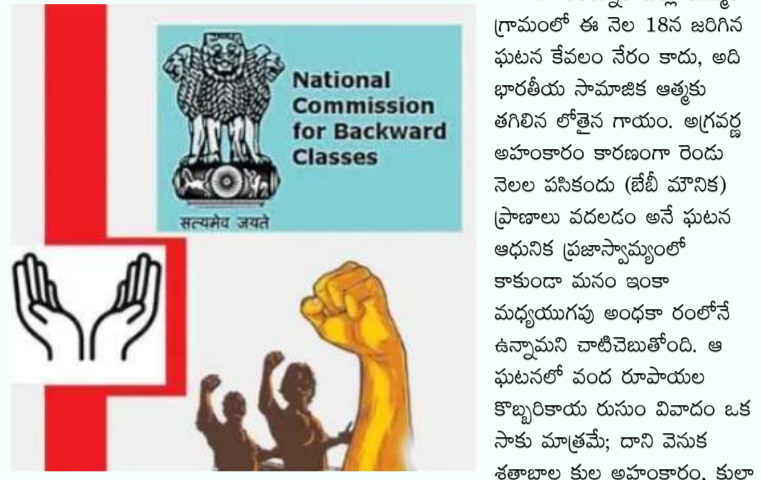 National
Commission
for Backward
Classes
सत्यमेव जयते
గ్రామంలో ఈ నెల 18న జరిగిన
ఘటన కేవలం నేరం కాదు, అది
భారతీయ సామాజిక ఆత్మకు
తగిలిన లోతైన గాయం. అగ్రవర్ణ
అహంకారం కారణంగా రెండు
నెలల పసికందు (బేబీ మౌనిక)
ప్రాణాలు వదలడం అనే ఘటన
ఆధునిక ప్రజాస్వామ్యంలో
కాకుండా మనం ఇంకా
మధ్యయుగపు అంధకా రంలోనే
ఉన్నామని చాటిచెబుతోంది. ఆ
ఘటనలో వంద రూపాయల
కొబ్బరికాయ రుసుం వివాదం ఒక
సాకు మాత్రమే; దాని వెనుక
శతాబ్దాల కుల అహంకారం, కులా